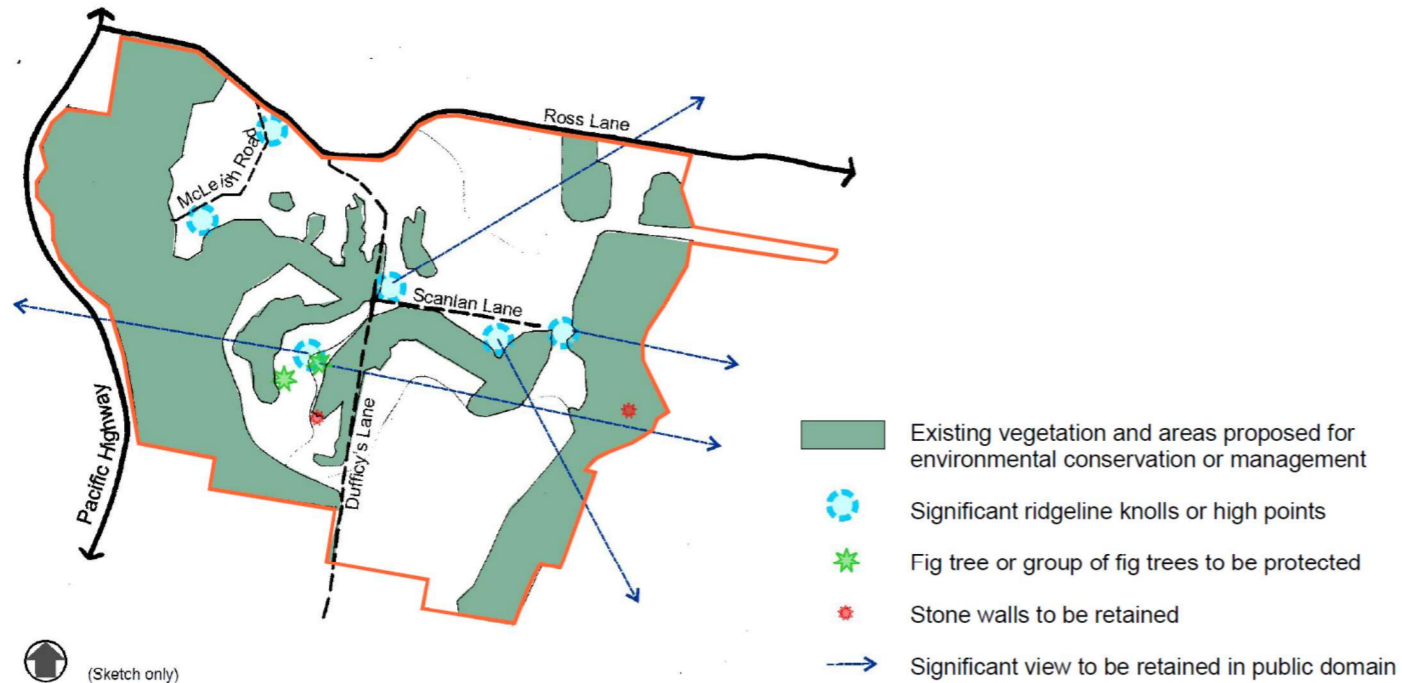 Ross Lane
McLeish Road
Scanlan Lane
Pacific Highway
Dufficy's Lane
Existing vegetation and areas proposed for
environmental conservation or management
Significant ridgeline knolls or high points
Fig tree or group of fig trees to be protected
Stone walls to be retained
Significant view to be retained in public domain
(Sketch only)